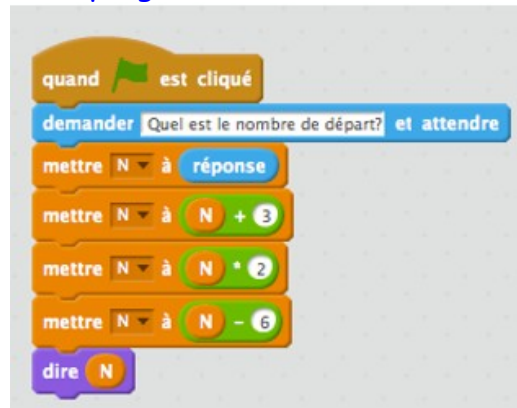 quand est cliqué
demander Quel est le nombre de départ? et attendre
mettre N à réponse
mettre N à N + 3
mettre N à N * 2
mettre N à N - 6
dire N